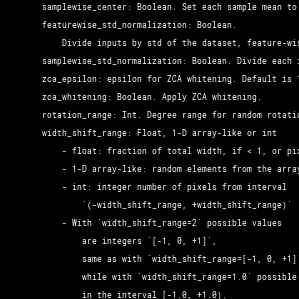 samplewise_center: Boolean. Set each sample mean to
featurewise_std_normalization: Boolean.
Divide inputs by std of the dataset, feature-wis
samplewise_std_normalization: Boolean. Divide each i
zca_epsilon: epsilon for ZCA whitening. Default is 1
zca_whitening: Boolean. Apply ZCA whitening.
rotation_range: Int. Degree range for random rotatio
width_shift_range: Float, 1-D array-like or int
- float: fraction of total width, if < 1, or pix
- 1-D array-like: random elements from the array
- int: integer number of pixels from interval
`(-width_shift_range, +width_shift_range)`
- With `width_shift_range=2` possible values
are integers `[-1, 0, +1]`,
same as with `width_shift_range=[-1, 0, +1]
while with `width_shift_range=1.0` possible
in the interval [-1.0, +1.0).